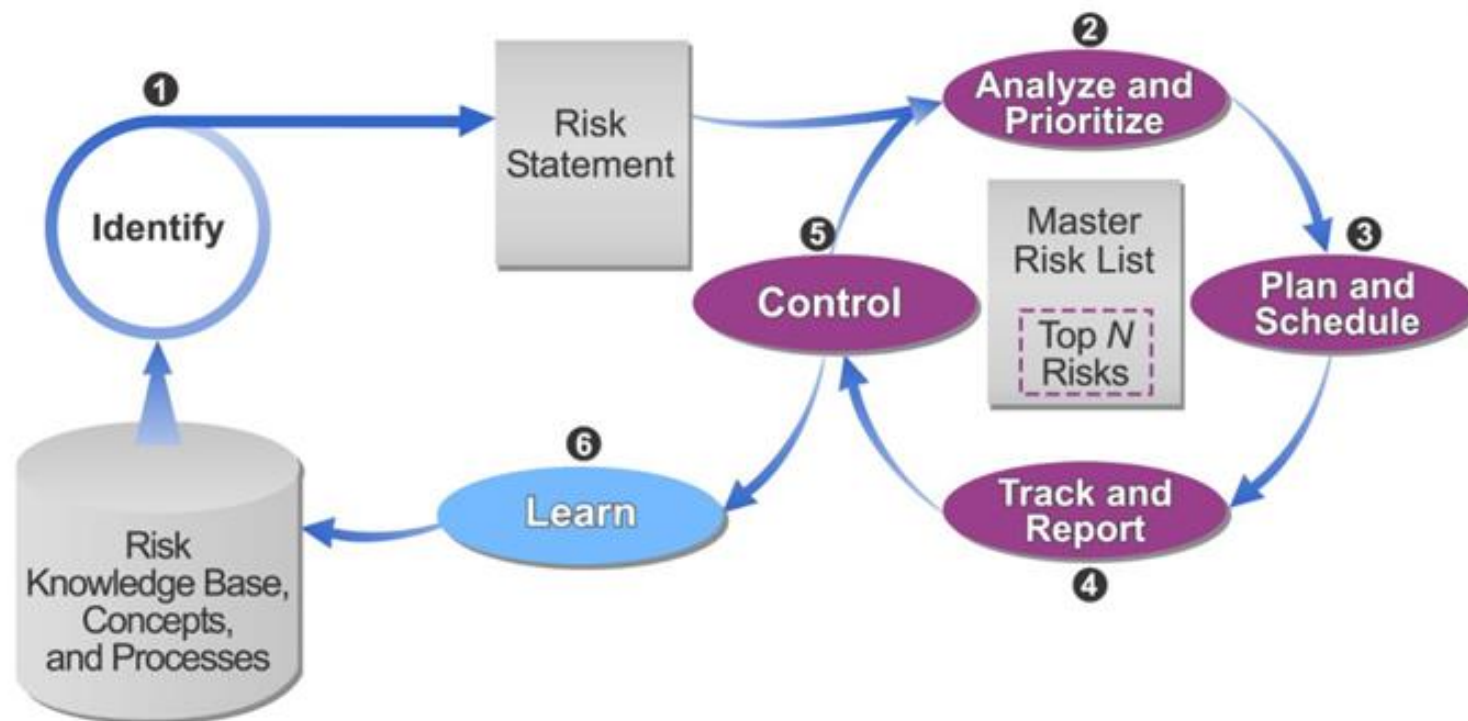 1
Identify
Risk
Statement
2
Analyze and
Prioritize
Master
Risk List
Top N
Risks
3
Plan and
Schedule
4
Track and
Report
5
Control
6
Learn
Risk
Knowledge Base,
Concepts,
and Processes